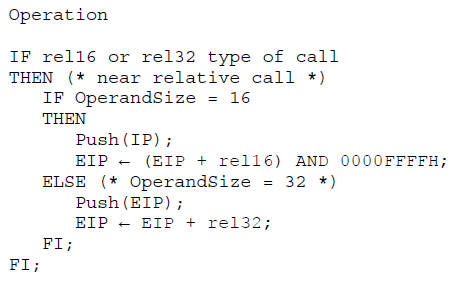 Operation
IF rel16 or rel32 type of call
THEN (* near relative call *)
IF OperandSize = 16
THEN
Push(IP);
EIP ← (EIP + rel16) AND 0000FFFFH;
ELSE (* OperandSize = 32 *)
Push(EIP);
EIP ← EIP + rel32;
FI;
FI;